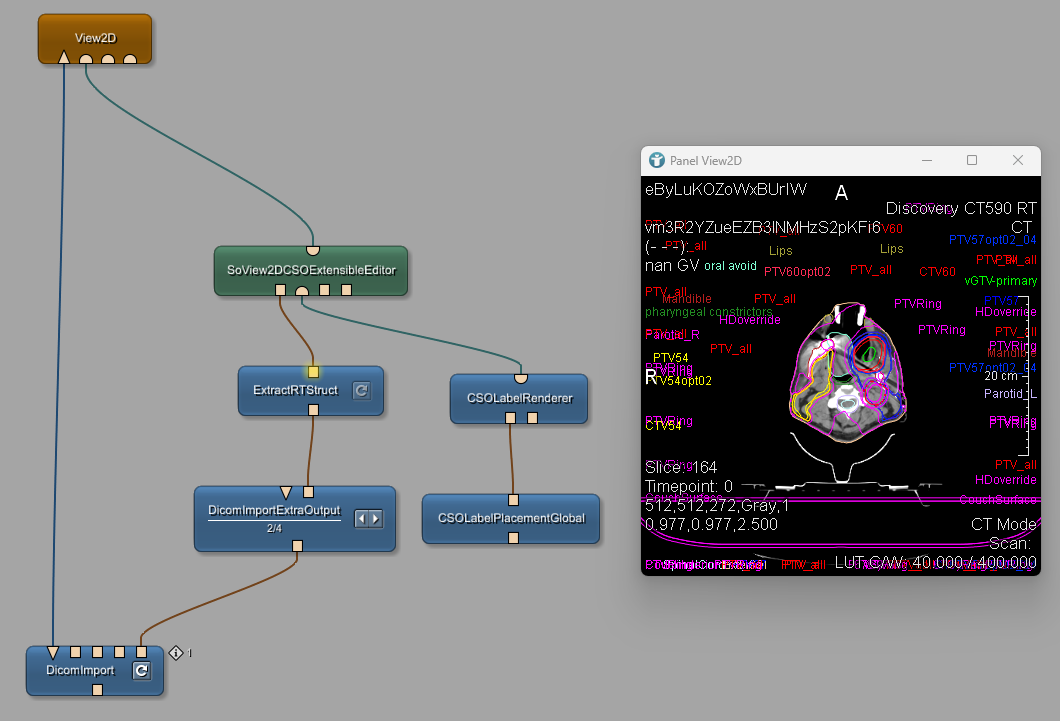 View2D
SoView2DCSOExtensibleEditor
ExtractRTStruct
CSOLabelRenderer
DicomImportExtraOutput
2/4
CSOLabelPlacementGlobal
DicomImport
1
Panel View2D
eByLuKOZoWxBUrIW
A
Discovery CT590 RT
vm3R2YZueEZB3lNMHzS2pKFi6
CT
PTV57opt02_04
(- - -):
Lips
Lips
nan GV
oral avoid
PTV60opt02
PTV_all
CTV60
vGTV-primary
PTV_all
Mandible
PTV_all
PTVRing
PTV57
pharyngeal constrictors
HDoverride
HDoverride
Parotid_R
PTVRing
PTV_all
PTV_all
PTVRing
PTV54
Mandible
PTV57opt02_04
R
PTV54opt02
20 cm
Parotid_L
PTVRing
CTV54
PTVRing
Slice: 164
PTV_all
Timepoint: 0
HDoverride
512,512,272,Gray,1
CouchSurface
0.977,0.977,2.500
CT Mode
Scan:
PTV_all
LUT-C/W: 40.000 / 400.000